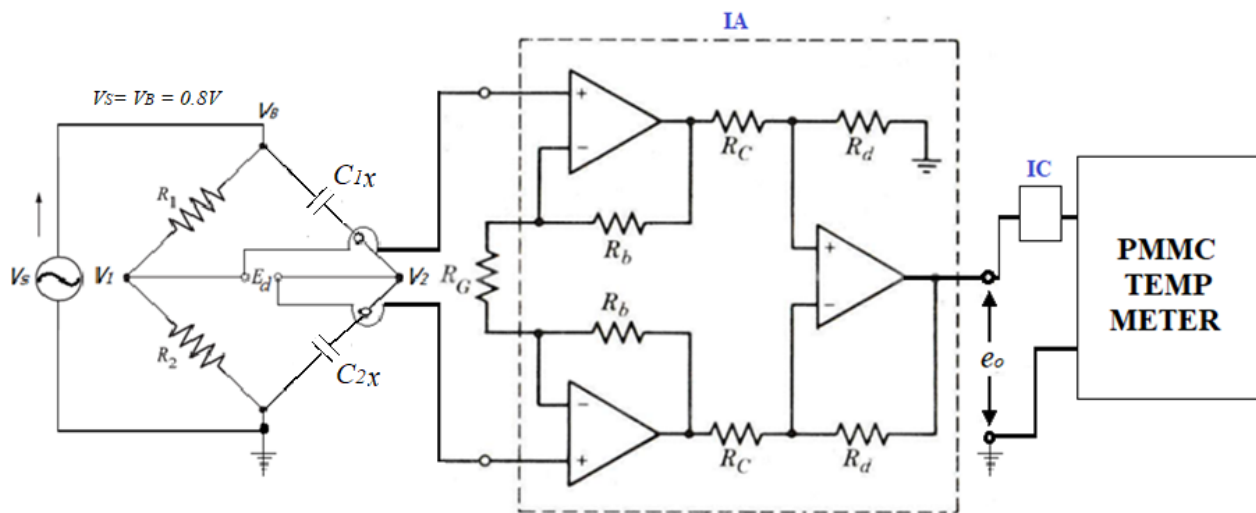 IA
VS= VB = 0.8V
VB
R1
C1x
Vs
V1
Ed
V2
R2
C2x
+
−
RC
Rd
Rb
RG
Rb
−
+
RC
Rd
+
−
IC
eo
PMMC
TEMP
METER